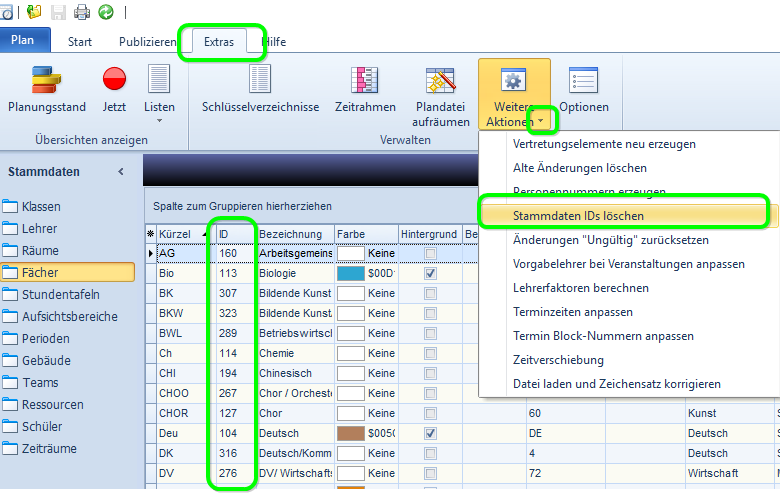 Plan Start Publizieren Extras Hilfe
Planungsstand Jetzt Listen Schlüsselverzeichnisse Zeitrahmen Plandatei aufräumen Weitere Aktionen Optionen
Übersichten anzeigen Verwalten
Vertretungselemente neu erzeugen
Alte Änderungen löschen
Personennummern erzeugen
Stammdaten IDs löschen
Änderungen "Ungültig" zurücksetzen
Vorgabelehrer bei Veranstaltungen anpassen
Lehrerfaktoren berechnen
Terminzeiten anpassen
Termin Block-Nummern anpassen
Zeitverschiebung
Datei laden und Zeichensatz korrigieren
Stammdaten
Klassen
Lehrer
Räume
Fächer
Stundentafeln
Aufsichtsbereiche
Perioden
Gebäude
Teams
Ressourcen
Schüler
Zeiträume
Spalte zum Gruppieren hierherziehen
Kürzel ID Bezeichnung Farbe Hintergrund Be
AG 160 Arbeitsgemeins Keine
Bio 113 Biologie $00D1
BK 307 Bildende Kunst Keine
BKW 323 Bildende Kunst Keine
BWL 289 Betriebswirtsch Keine
Ch 114 Chemie Keine
CHI 194 Chinesisch Keine
CHOO 267 Chor / Orcheste Keine
CHOR 127 Chor Keine 60 Kunst
Deu 104 Deutsch $005C DE Deutsch
DK 316 Deutsch/Komm Keine 4 Deutsch
DV 276 DV/ Wirtschafts Keine 72 Wirtschaft